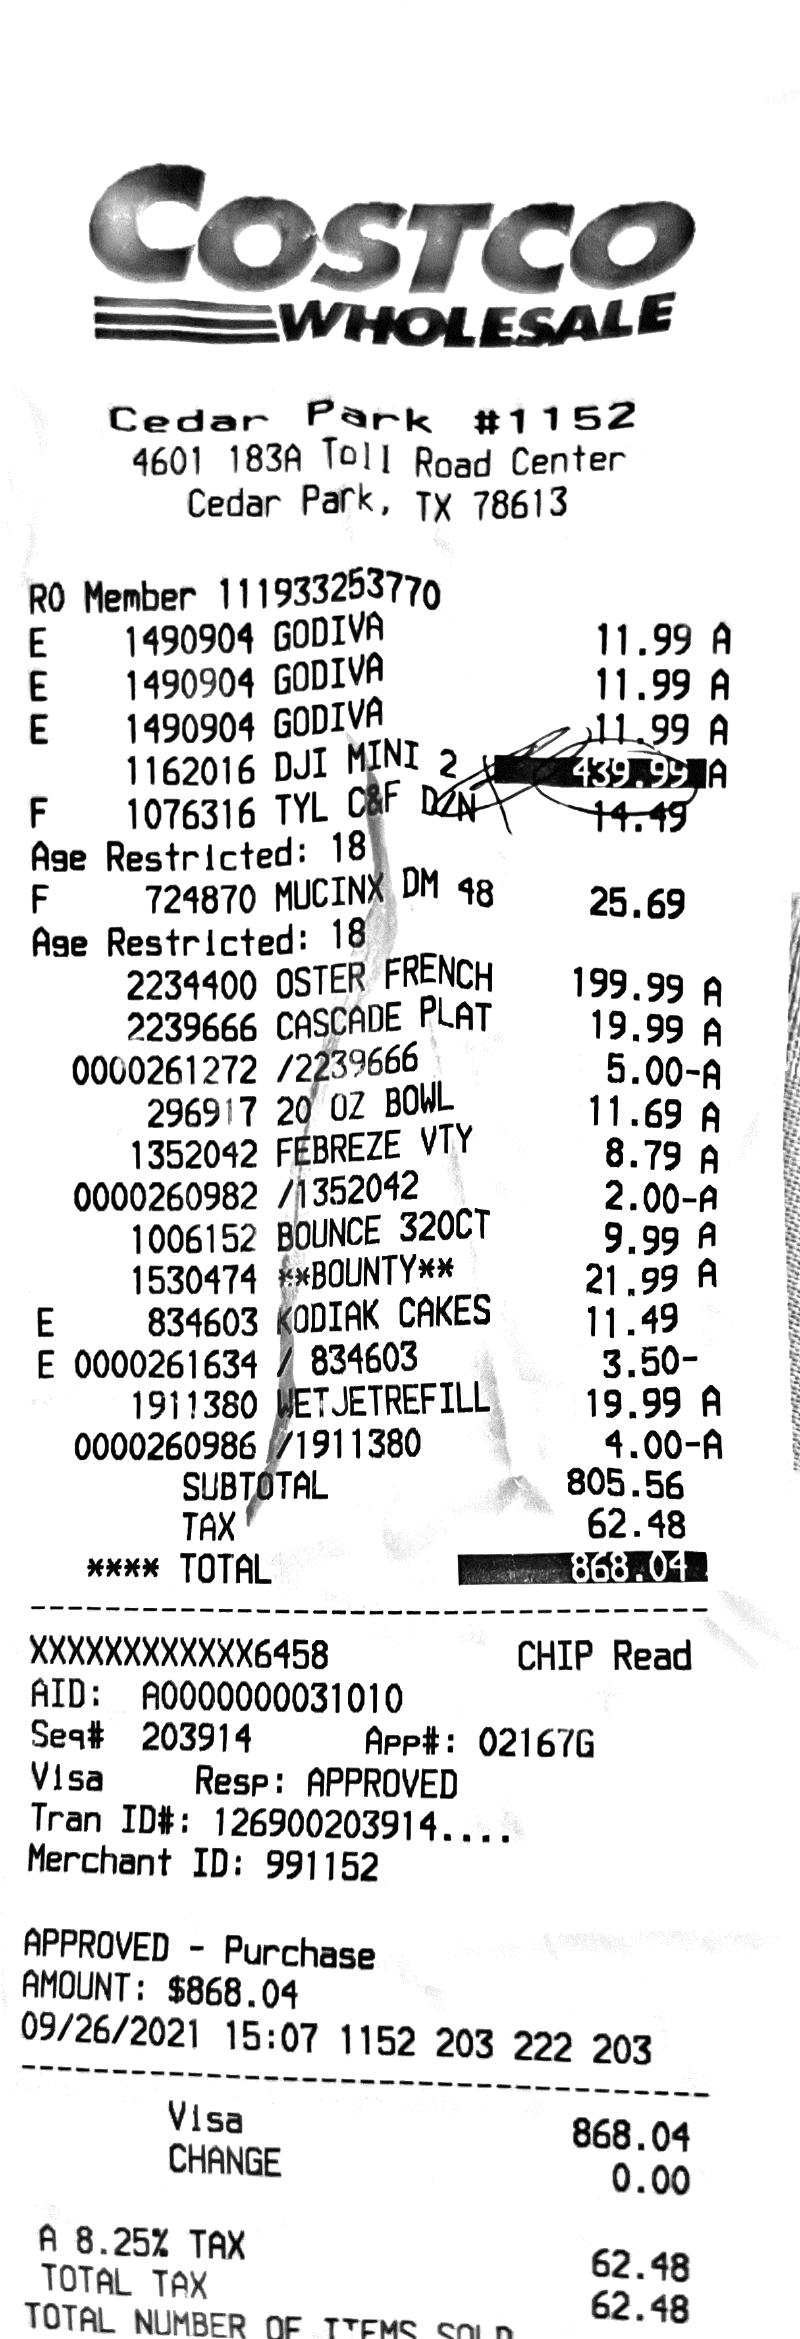 COSTCO
WHOLESALE
Cedar Park #1152
4601 183A Toll Road Center
Cedar Park, TX 78613
RO Member 111933253770
E 1490904 GODIVA 11.99 A
E 1490904 GODIVA 11.99 A
E 1490904 GODIVA 11.99 A
1162016 DJI MINI 2 439.99 A
F 1076316 TYL C&F DZN 14.49
Age Restricted: 18
F 724870 MUCINX DM 48 25.69
Age Restricted: 18
2234400 OSTER FRENCH 199.99 A
2239666 CASCADE PLAT 19.99 A
0000261272 /2239666 5.00-A
296917 20 OZ BOWL 11.69 A
1352042 FEBREZE VTY 8.79 A
0000260982 /1352042 2.00-A
1006152 BOUNCE 320CT 9.99 A
1530474 **BOUNTY** 21.99 A
E 834603 KODIAK CAKES 11.49
E 0000261634 / 834603 3.50-
1911380 WETJETREFILL 19.99 A
0000260986 /1911380 4.00-A
SUBTOTAL 805.56
TAX 62.48
**** TOTAL 868.04
XXXXXXXXXXXX6458 CHIP Read
AID: A0000000031010
Seq# 203914 App#: 02167G
Visa Resp: APPROVED
Tran ID#: 126900203914....
Merchant ID: 991152
APPROVED - Purchase
AMOUNT: $868.04
09/26/2021 15:07 1152 203 222 203
Visa 868.04
CHANGE 0.00
A 8.25% TAX 62.48
TOTAL TAX 62.48
TOTAL NUMBER OF ITEMS SOLD